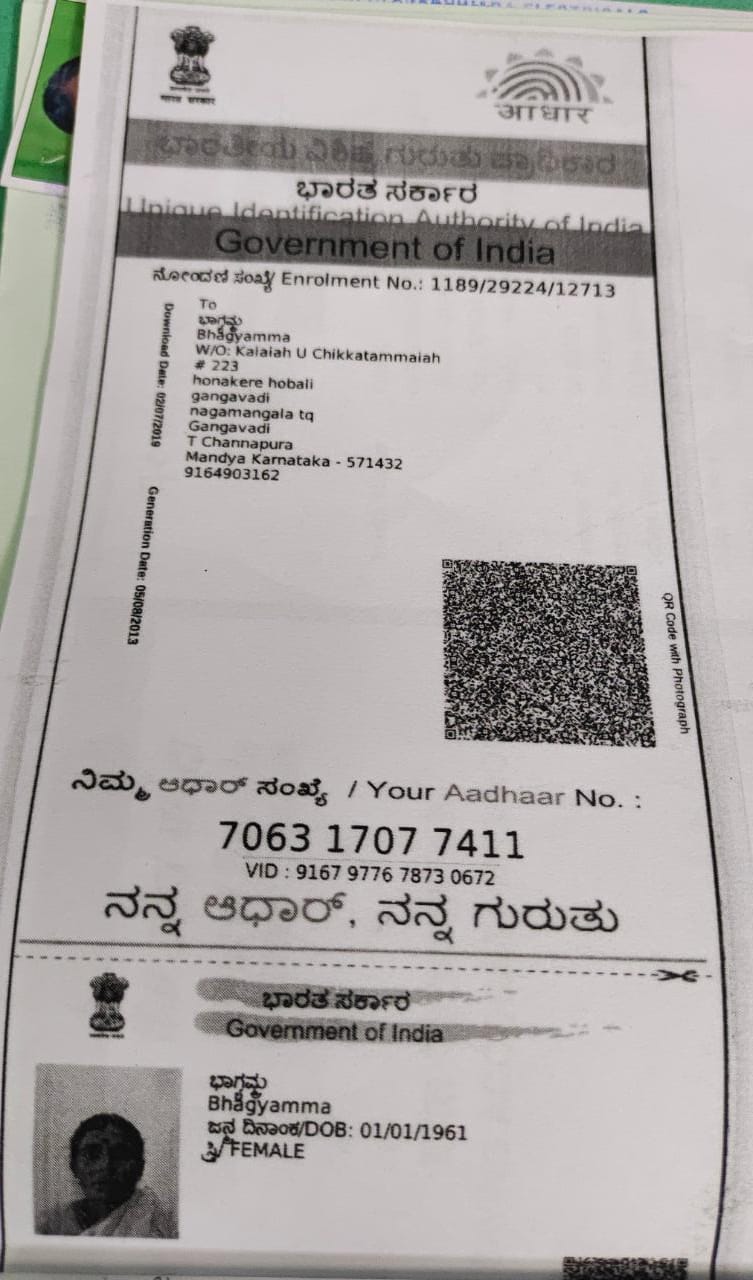 भारत सरकार
आधार
ಭಾರತೀಯ ವಿಶಿಷ್ಟ ಗುರುತು ಪ್ರಾಧಿಕಾರ
ಭಾರತ ಸರ್ಕಾರ
Unique Identification Authority of India
Government of India
ನೋಂದಣಿ ಸಂಖ್ಯೆ/ Enrolment No.: 1189/29224/12713
Download Date: 02/07/2019
Generation Date: 05/08/2013
To
ಭಾಗ್ಯಮ್ಮ
Bhagyamma
W/O: Kalaiah U Chikkatammaiah
# 223
honakere hobali
gangavadi
nagamangala tq
Gangavadi
T Channapura
Mandya Karnataka - 571432
9164903162
QR Code with Photograph
ನಿಮ್ಮ ಆಧಾರ್ ಸಂಖ್ಯೆ / Your Aadhaar No. :
7063 1707 7411
VID : 9167 9776 7873 0672
ನನ್ನ ಆಧಾರ್, ನನ್ನ ಗುರುತು
ಭಾರತ ಸರ್ಕಾರ
Government of India
ಭಾಗ್ಯಮ್ಮ
Bhagyamma
ಜನ್ಮ ದಿನಾಂಕ/DOB: 01/01/1961
ಸ್ತ್ರೀ/FEMALE